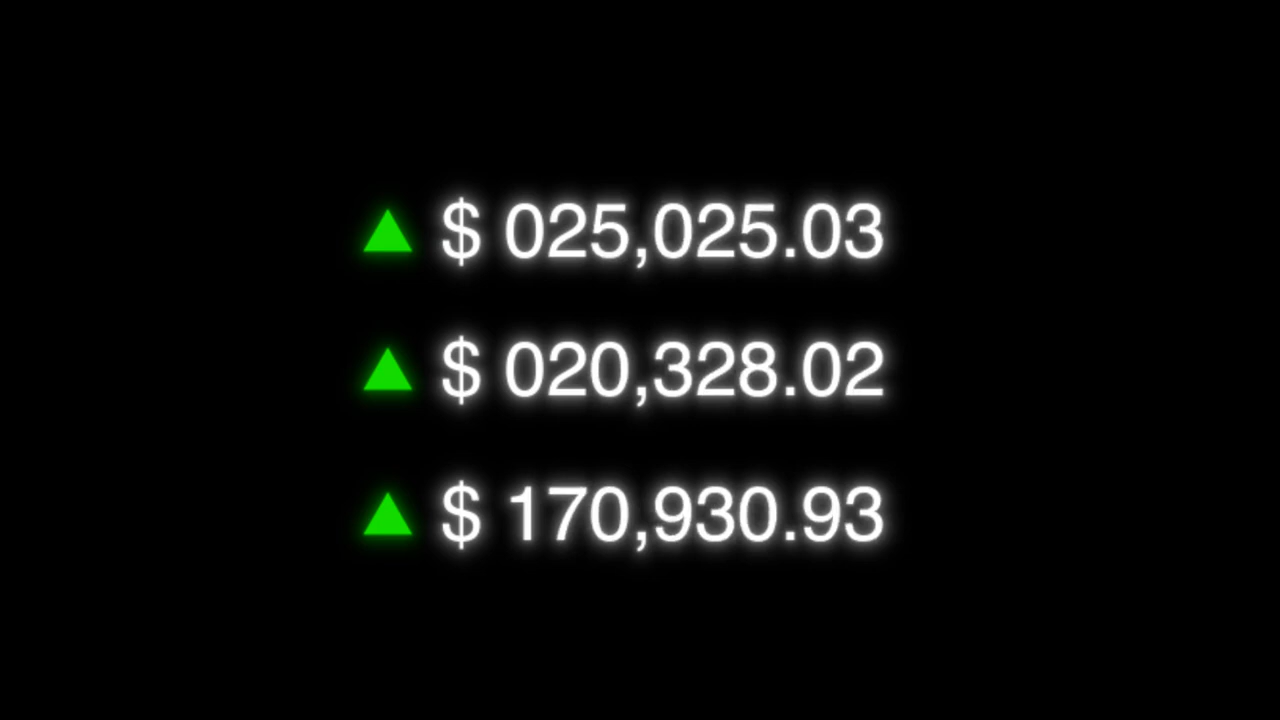 ▲ $ 025,025.03
▲ $ 020,328.02
▲ $ 170,930.93